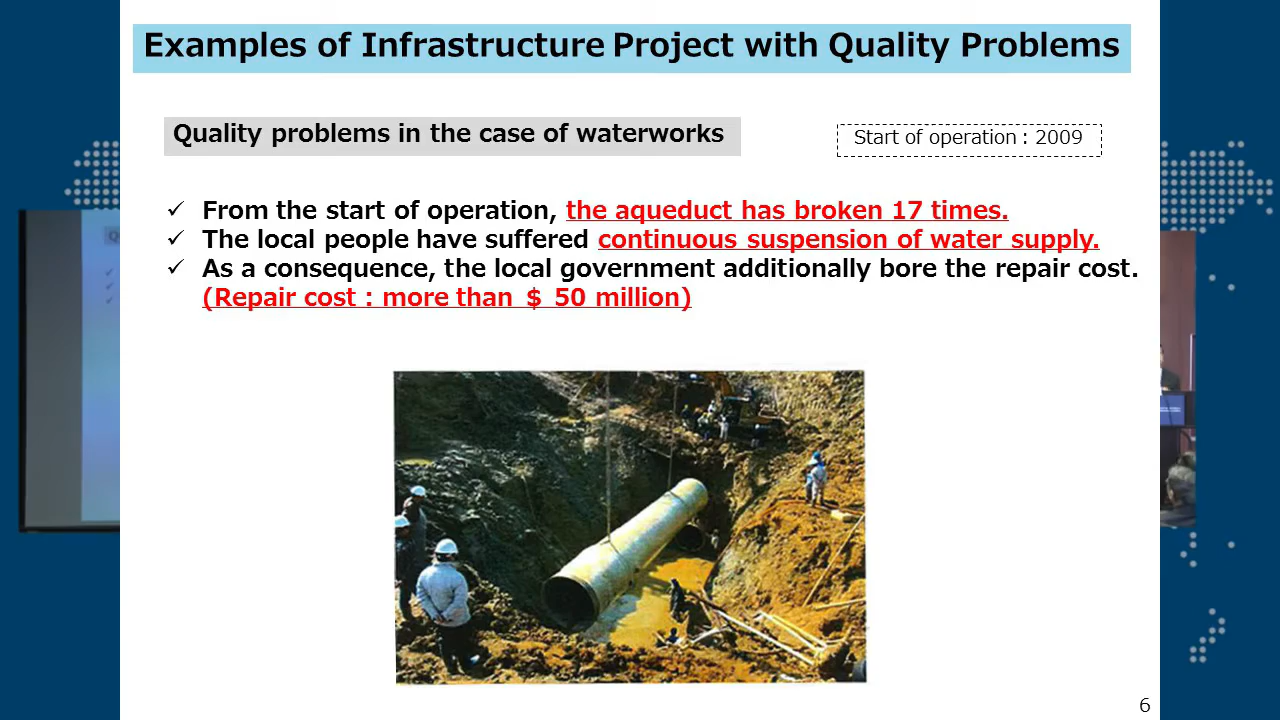 Examples of Infrastructure Project with Quality Problems
Quality problems in the case of waterworks
Start of operation : 2009
✓ From the start of operation, the aqueduct has broken 17 times.
✓ The local people have suffered continuous suspension of water supply.
✓ As a consequence, the local government additionally bore the repair cost.
(Repair cost : more than $ 50 million)
6